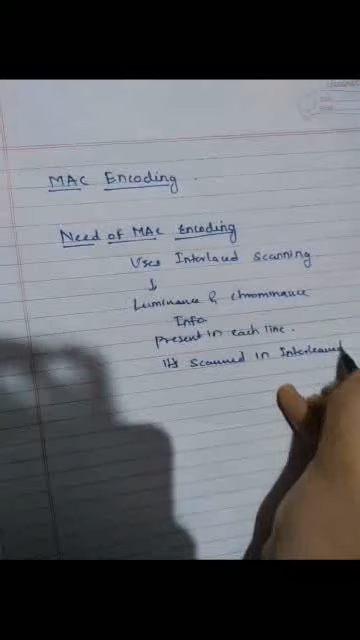 MAC Encoding
Need of MAC Encoding
Uses Interlaced scanning
↓
Luminance & chrominance
Info
Present in each line.
It's scanned in Interleaved